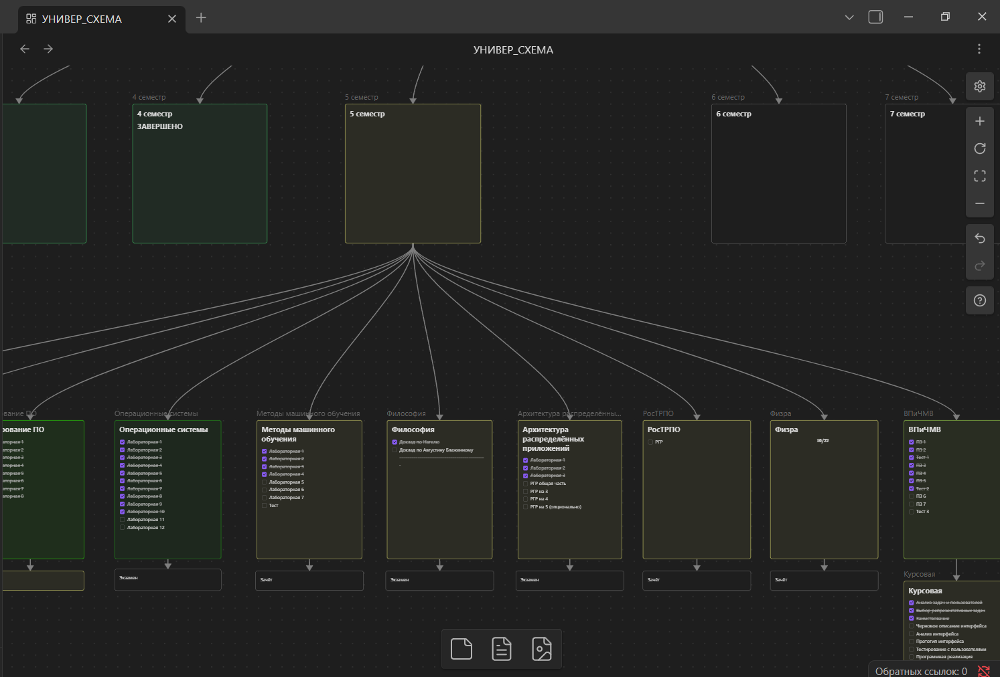 УНИВЕР_СХЕМА
УНИВЕР_СХЕМА
4 семестр
4 семестр
ЗАВЕРШЕНО
5 семестр
5 семестр
6 семестр
6 семестр
7 семестр
7 семестр
ование ПО
рование ПО
аторная 1
аторная 2
аторная 3
аторная 4
аторная 5
аторная 6
аторная 7
аторная 8
Операционные системы
Операционные системы
Лабораторная 1
Лабораторная 2
Лабораторная 3
Лабораторная 4
Лабораторная 5
Лабораторная 6
Лабораторная 7
Лабораторная 8
Лабораторная 9
Лабораторная 10
Лабораторная 11
Лабораторная 12
Экзамен
Методы машинного обучения
Методы машинного
обучения
Лабораторная 1
Лабораторная 2
Лабораторная 3
Лабораторная 4
Лабораторная 5
Лабораторная 6
Лабораторная 7
Тест
Зачёт
Философия
Философия
Доклад по Нагелю
Доклад по Августину Блаженному
Экзамен
Архитектура распределённы...
Архитектура
распределённых
приложений
Лабораторная 1
Лабораторная 2
Лабораторная 3
РГР общая часть
РГР на 3
РГР на 4
РГР на 5 (опционально)
Экзамен
РосТРПО
РосТРПО
РГР
Зачёт
Физра
Физра
16/22
Зачёт
ВПиЧМВ
ВПиЧМВ
ПЗ 1
ПЗ 2
Тест 1
ПЗ 3
ПЗ 4
ПЗ 5
Тест 2
ПЗ 6
ПЗ 7
Тест 3
Курсовая
Курсовая
Анализ задач и пользователей
Выбор репрезентативных задач
Заимствование
Черновое описание интерфейса
Анализ интерфейса
Прототип интерфейса
Тестирование с пользователями
Программная реализация
Обратных ссылок: 0